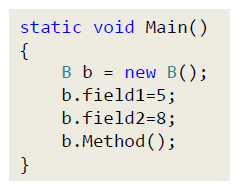 static void Main()
{
    B b = new B();
    b.field1=5;
    b.field2=8;
    b.Method();
}